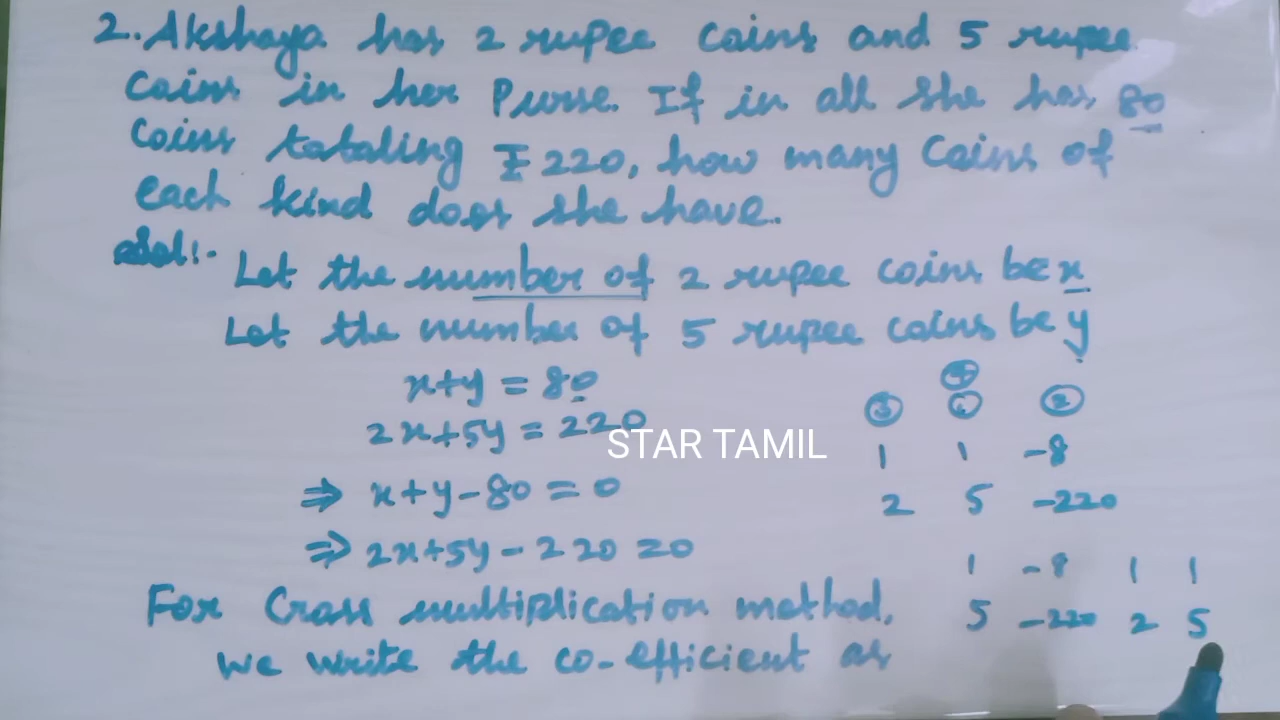 2. Akshaya has 2 rupee coins and 5 rupee
coins in her Purse. If in all she has 80
coins totaling ₹ 220, how many Coins of
each kind does she have.
Sol:-
Let the number of 2 rupee coins be x
Let the number of 5 rupee coins be y
x+y = 80
2x+5y = 220
STAR TAMIL
⇒ x+y-80 = 0
⇒ 2x+5y-220 = 0
For Cross multiplication method,
we write the co-efficient as
③ ① ②
1 1 -8
2 5 -220
1 -8 1 1
5 -220 2 5